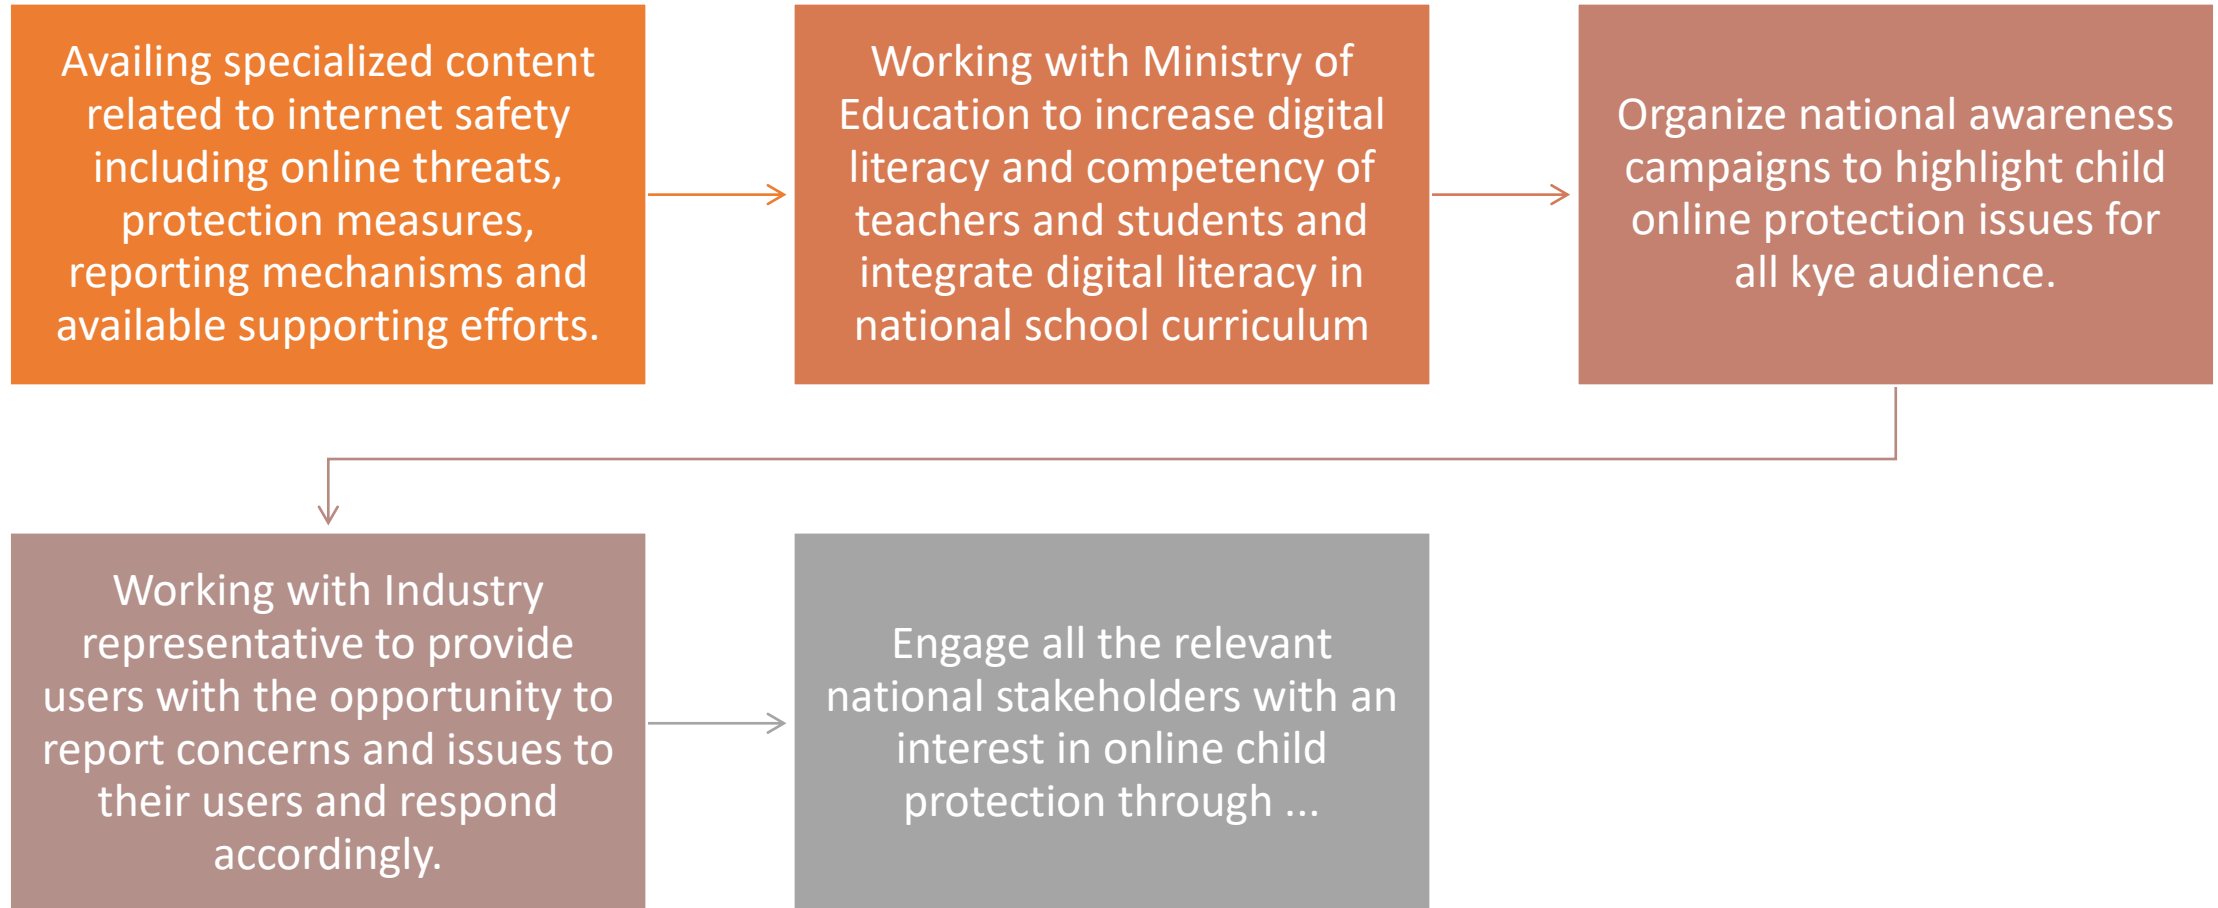 Availing specialized content
related to internet safety
including online threats,
protection measures,
reporting mechanisms and
available supporting efforts.
Working with Ministry of
Education to increase digital
literacy and competency of
teachers and students and
integrate digital literacy in
national school curriculum
Organize national awareness
campaigns to highlight child
online protection issues for
all kye audience.
Working with Industry
representative to provide
users with the opportunity to
report concerns and issues to
their users and respond
accordingly.
Engage all the relevant
national stakeholders with an
interest in online child
protection through ...